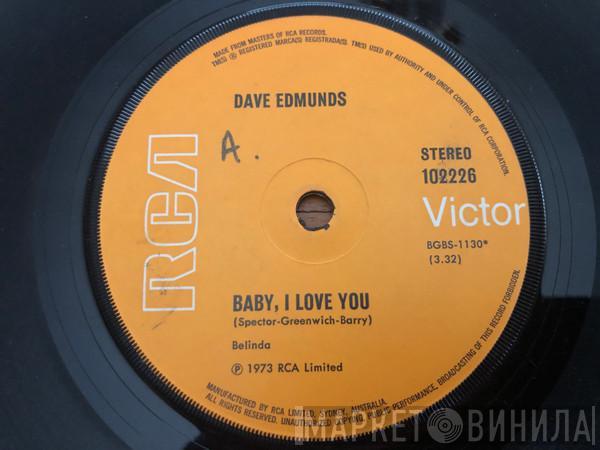 MADE FROM MASTERS OF RCA RECORDS.
TM(S) ® REGISTERED MARCA(S) REGISTRADA(S). TM(S) USED BY AUTHORITY AND UNDER CONTROL OF RCA CORPORATION.
DAVE EDMUNDS
A.
STEREO
102226
RCA
Victor
BGBS-1130*
(3.32)
BABY, I LOVE YOU
(Spector-Greenwich-Barry)
Belinda
℗ 1973 RCA Limited
MANUFACTURED BY RCA LIMITED, SYDNEY, AUSTRALIA.
ALL RIGHTS RESERVED. UNAUTHORIZED COPYING, PUBLIC PERFORMANCE, BROADCASTING OF THIS RECORD FORBIDDEN.
МАРКЕТ ВИНИЛА